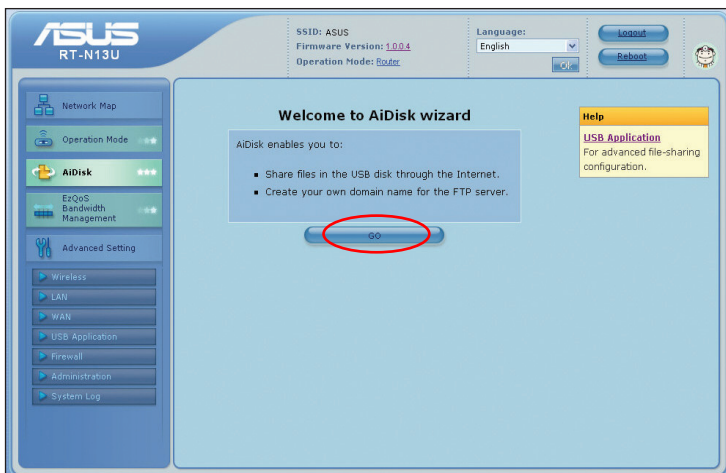 ASUS
RT-N13U
SSID: ASUS
Firmware Version: 1.0.0.4
Operation Mode: Router
Language:
English
Logout
Reboot
Network Map
Operation Mode
AiDisk
EzQoS
Bandwidth
Management
Advanced Setting
Wireless
LAN
WAN
USB Application
Firewall
Administration
System Log
Welcome to AiDisk wizard
AiDisk enables you to:
▪ Share files in the USB disk through the Internet.
▪ Create your own domain name for the FTP server.
GO
Help
USB Application
For advanced file-sharing
configuration.